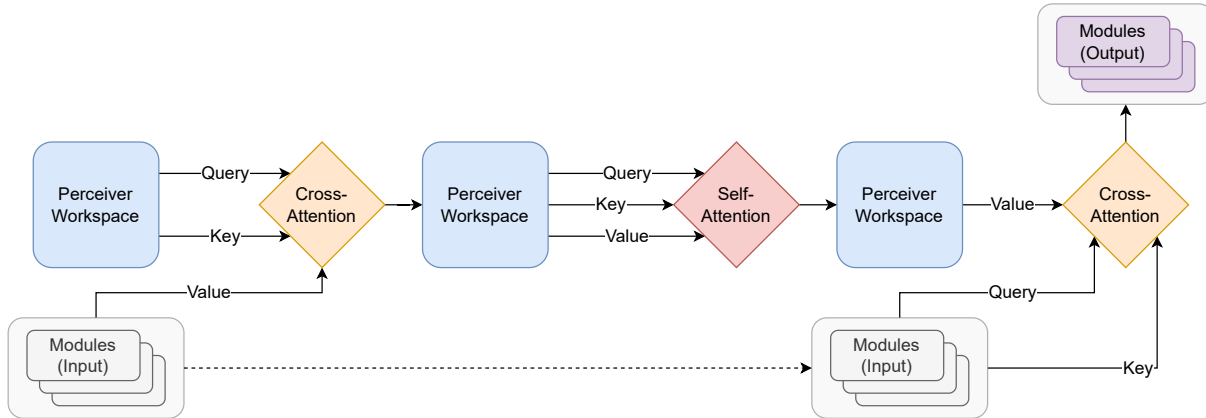 Modules
(Output)
Perceiver
Workspace
Query
Key
Cross-
Attention
Perceiver
Workspace
Query
Key
Value
Self-
Attention
Perceiver
Workspace
Value
Cross-
Attention
Value
Query
Modules
(Input)
Modules
(Input)
Key